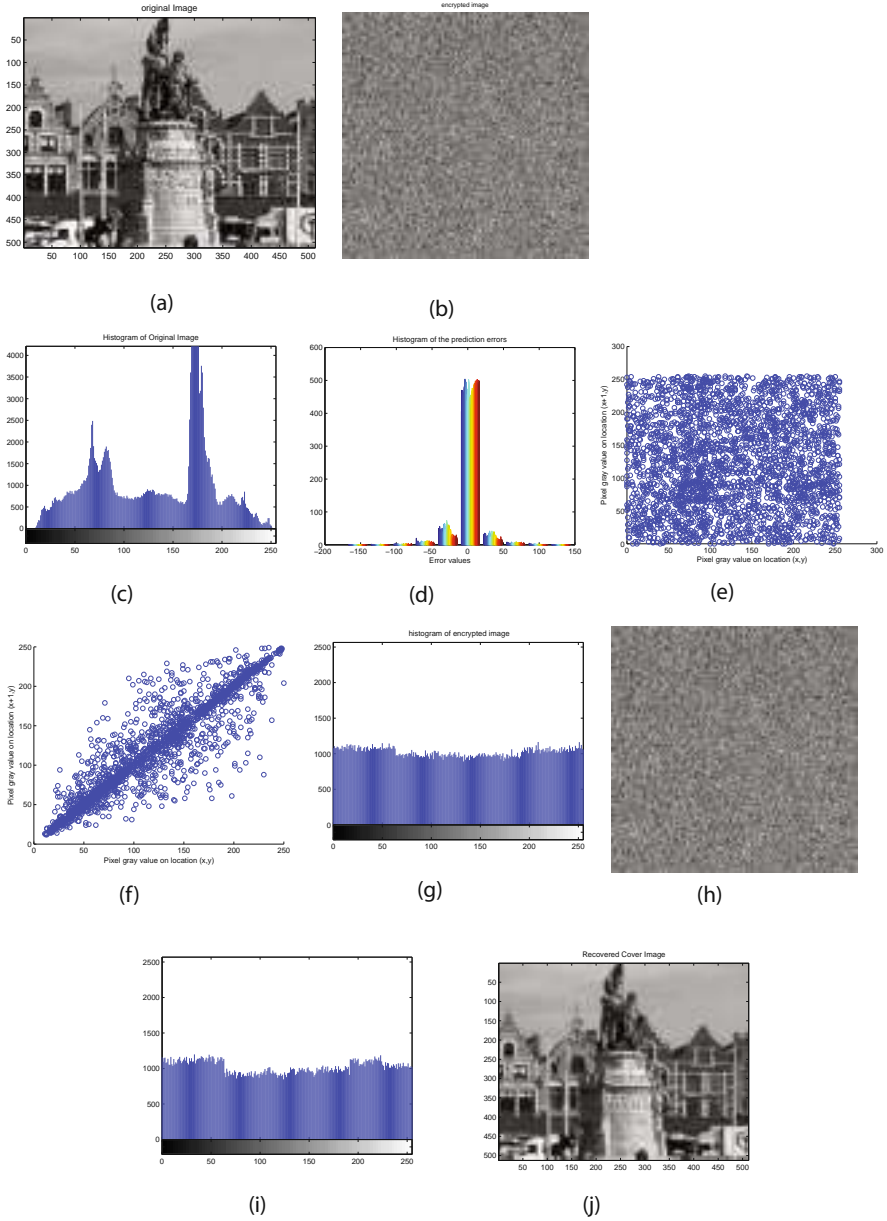 original Image
encrypted image
50
100
150
200
250
300
350
400
450
500
50 100 150 200 250 300 350 400 450 500
(a)
(b)
Histogram of Original Image
4000
3500
3000
2500
2000
1500
1000
500
0
0 50 100 150 200 250
(c)
Histogram of the prediction errors
600
500
400
300
200
100
0
−200 −150 −100 −50 0 50 100 150
Error values
(d)
Pixel gray value on location (x+1,y)
300
250
200
150
100
50
0
0 50 100 150 200 250 300
Pixel gray value on location (x,y)
(e)
Pixel gray value on location (x+1,y)
250
200
150
100
50
0
0 50 100 150 200 250
Pixel gray value on location (x,y)
(f)
histogram of encrypted image
2500
2000
1500
1000
500
0
0 50 100 150 200 250
(g)
(h)
2500
2000
1500
1000
500
0
0 50 100 150 200 250
(i)
Recovered Cover Image
50
100
150
200
250
300
350
400
450
500
50 100 150 200 250 300 350 400 450 500
(j)